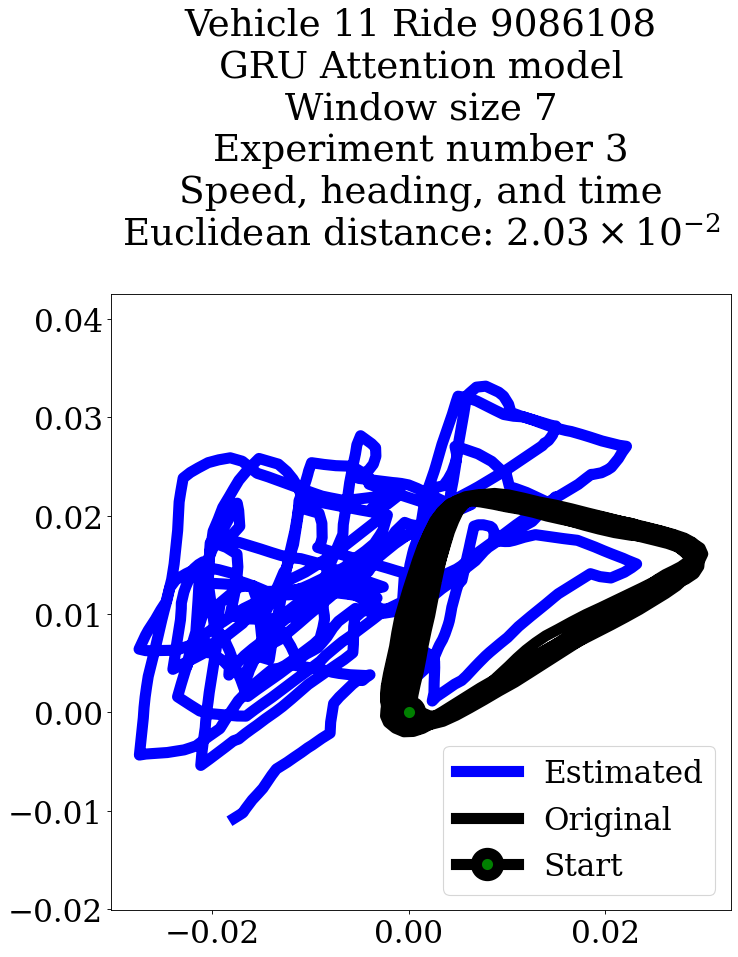 Vehicle 11 Ride 9086108
GRU Attention model
Window size 7
Experiment number 3
Speed, heading, and time
Euclidean distance: 2.03 × 10⁻²
0.04
0.03
0.02
0.01
0.00
−0.01
−0.02
Estimated
Original
Start
−0.02 0.00 0.02